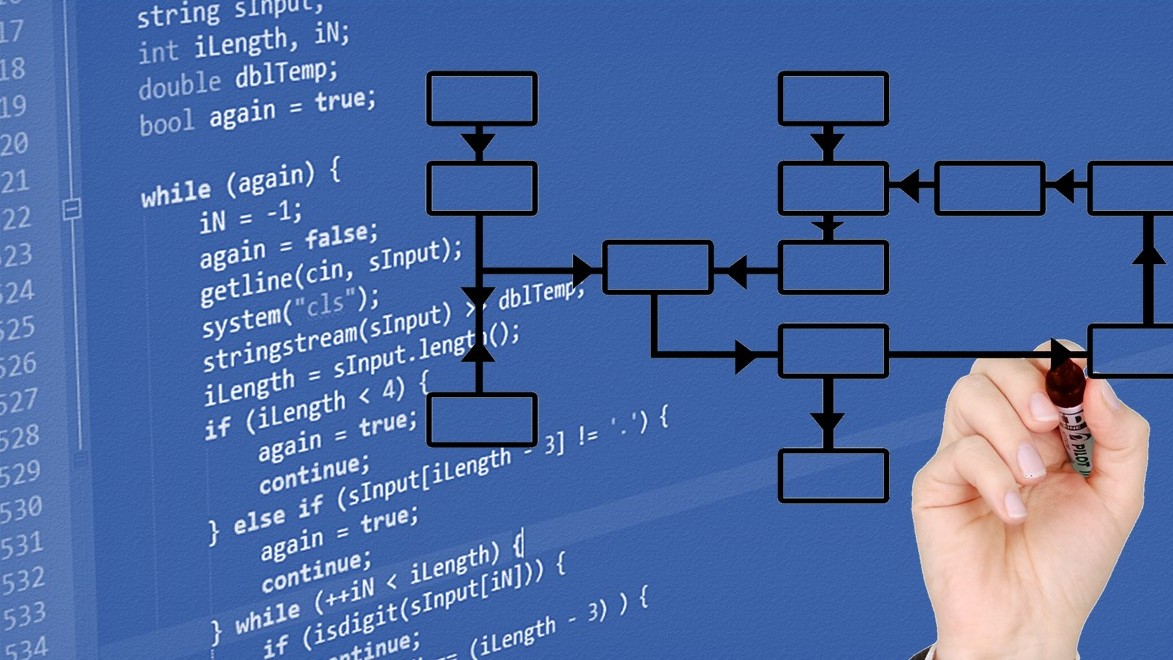 string sInput;
17 int iLength, iN;
18 double dblTemp;
19 bool again = true;
20
21 while (again) {
22 iN = -1;
23 again = false;
524 getline(cin, sInput);
525 system("cls");
526 stringstream(sInput) >> dblTemp;
527 iLength = sInput.length();
528 if (iLength < 4) {
529 again = true;
530 continue;
531 } else if (sInput[iLength - 3] != '.') {
532 again = true;
533 continue;
534 } while (++iN < iLength) {
if (isdigit(sInput[iN])) {
continue;
== (iLength - 3) ) {
PILOT